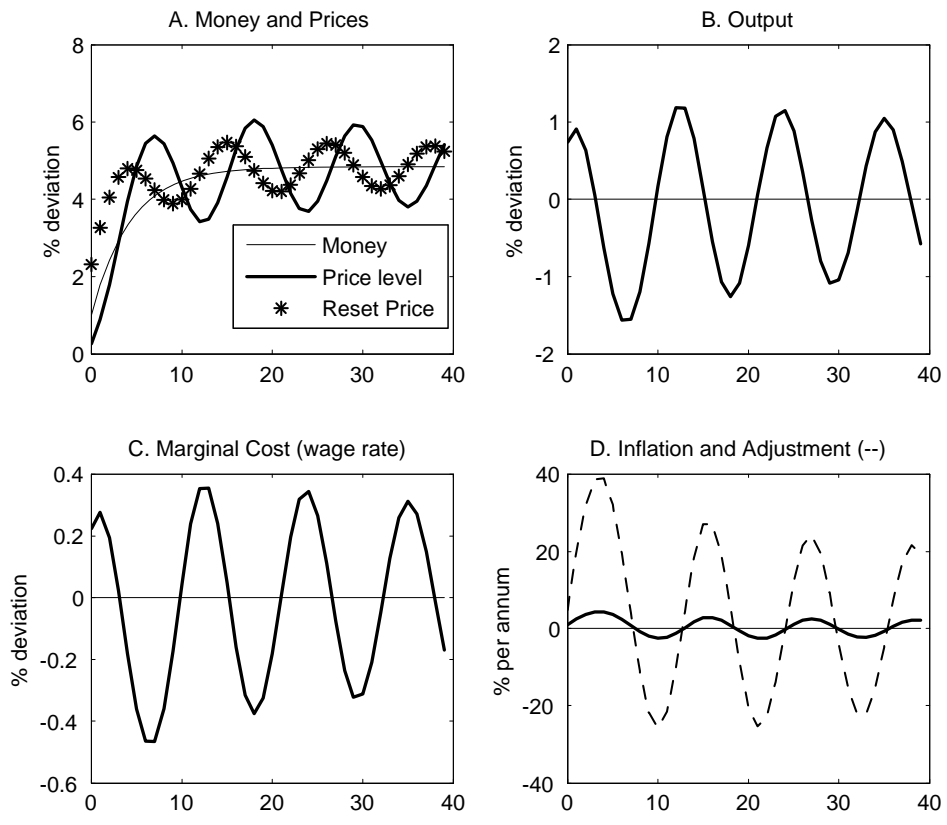 A. Money and Prices
8
6
4
2
0
% deviation
0 10 20 30 40
Money
Price level
Reset Price
B. Output
2
1
0
-1
-2
% deviation
0 10 20 30 40
C. Marginal Cost (wage rate)
0.4
0.2
0
-0.2
-0.4
-0.6
% deviation
0 10 20 30 40
D. Inflation and Adjustment (--)
40
20
0
-20
-40
% per annum
0 10 20 30 40